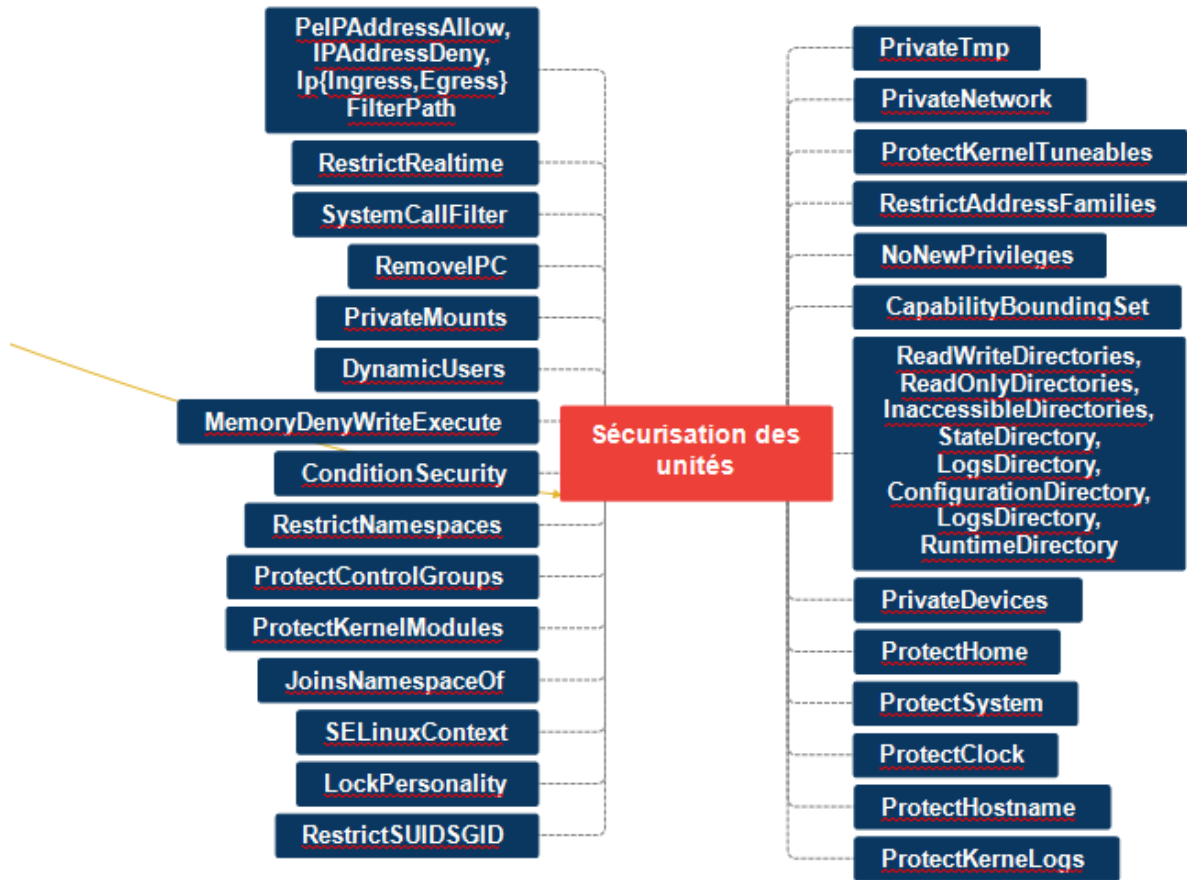 PeIPAddressAllow,
IPAddressDeny,
Ip{Ingress,Egress}
FilterPath
RestrictRealtime
SystemCallFilter
RemoveIPC
PrivateMounts
DynamicUsers
MemoryDenyWriteExecute
ConditionSecurity
RestrictNamespaces
ProtectControlGroups
ProtectKernelModules
JoinsNamespaceOf
SELinuxContext
LockPersonality
RestrictSUIDSGID
Sécurisation des
unités
PrivateTmp
PrivateNetwork
ProtectKernelTuneables
RestrictAddressFamilies
NoNewPrivileges
CapabilityBoundingSet
ReadWriteDirectories,
ReadOnlyDirectories,
InaccessibleDirectories,
StateDirectory,
LogsDirectory,
ConfigurationDirectory,
LogsDirectory,
RuntimeDirectory
PrivateDevices
ProtectHome
ProtectSystem
ProtectClock
ProtectHostname
ProtectKerneLogs